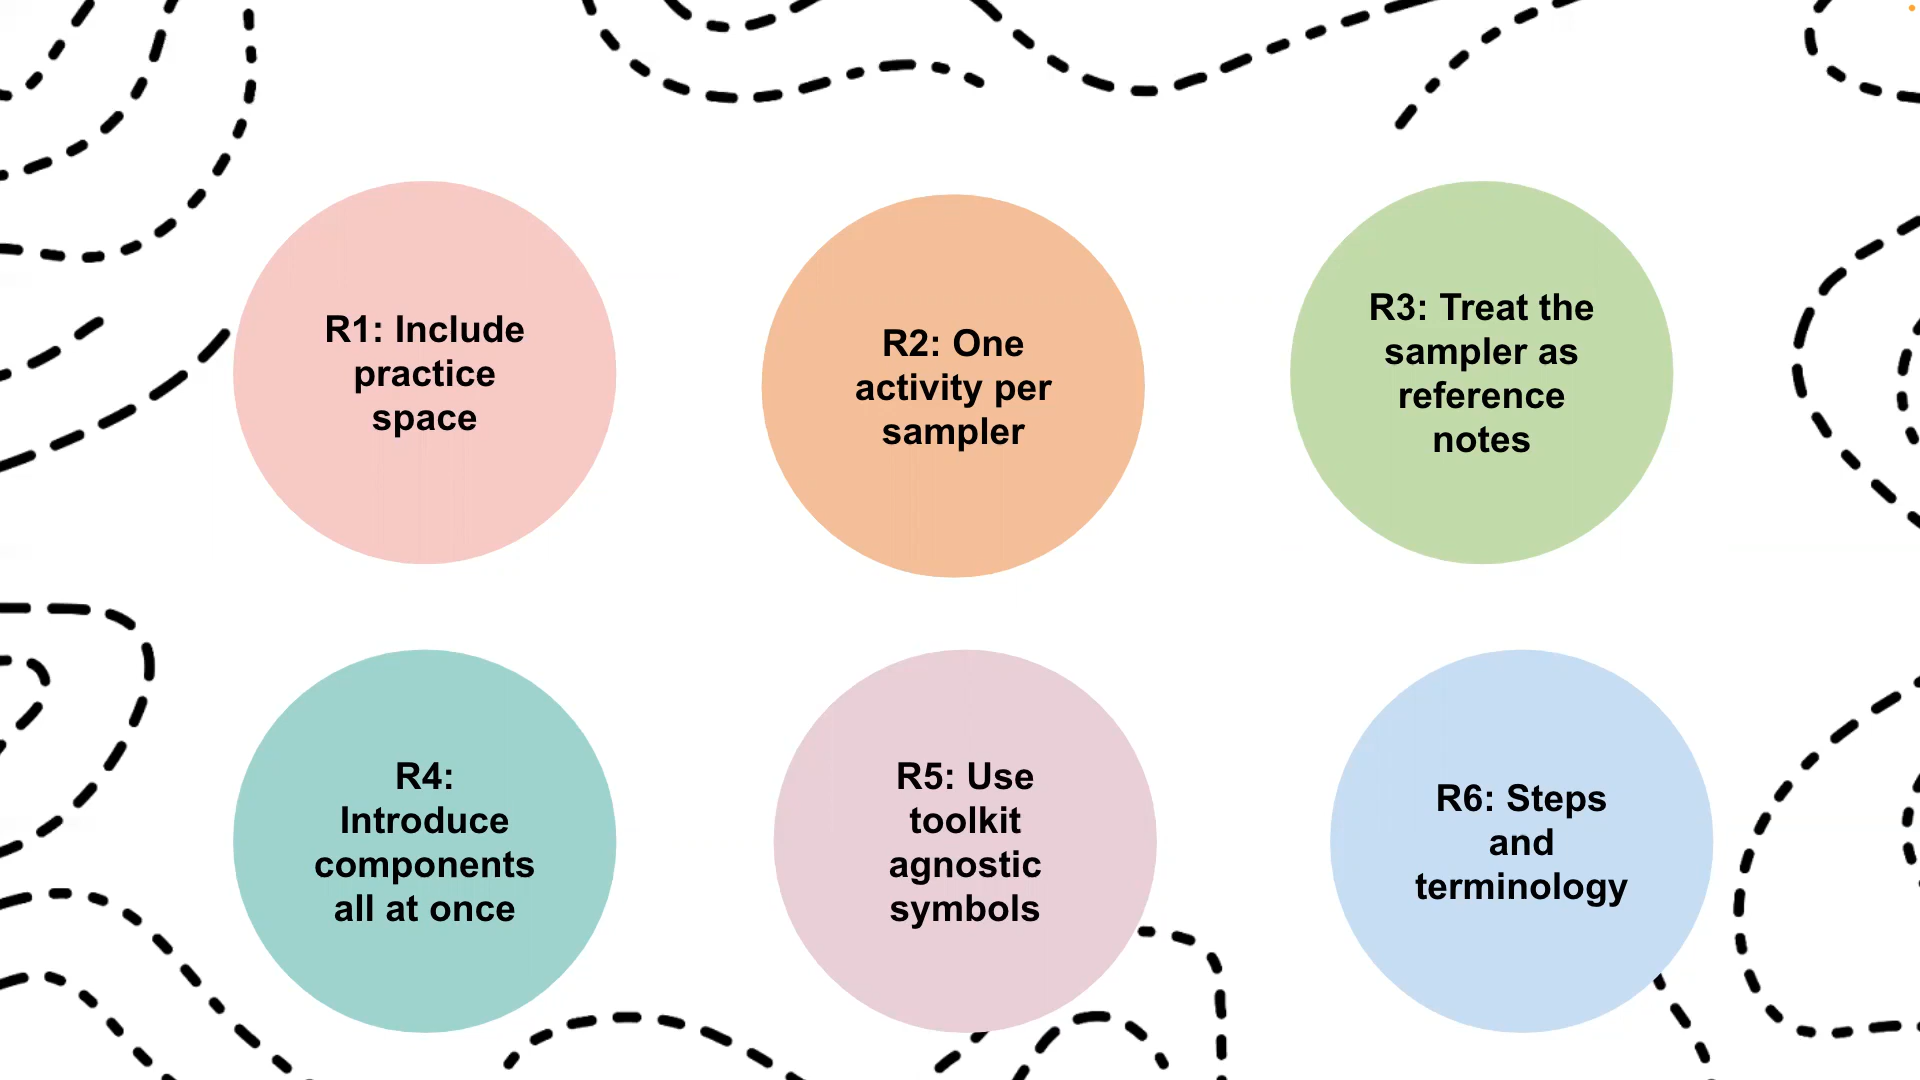 R1: Include
practice
space
R2: One
activity per
sampler
R3: Treat the
sampler as
reference
notes
R4:
Introduce
components
all at once
R5: Use
toolkit
agnostic
symbols
R6: Steps
and
terminology